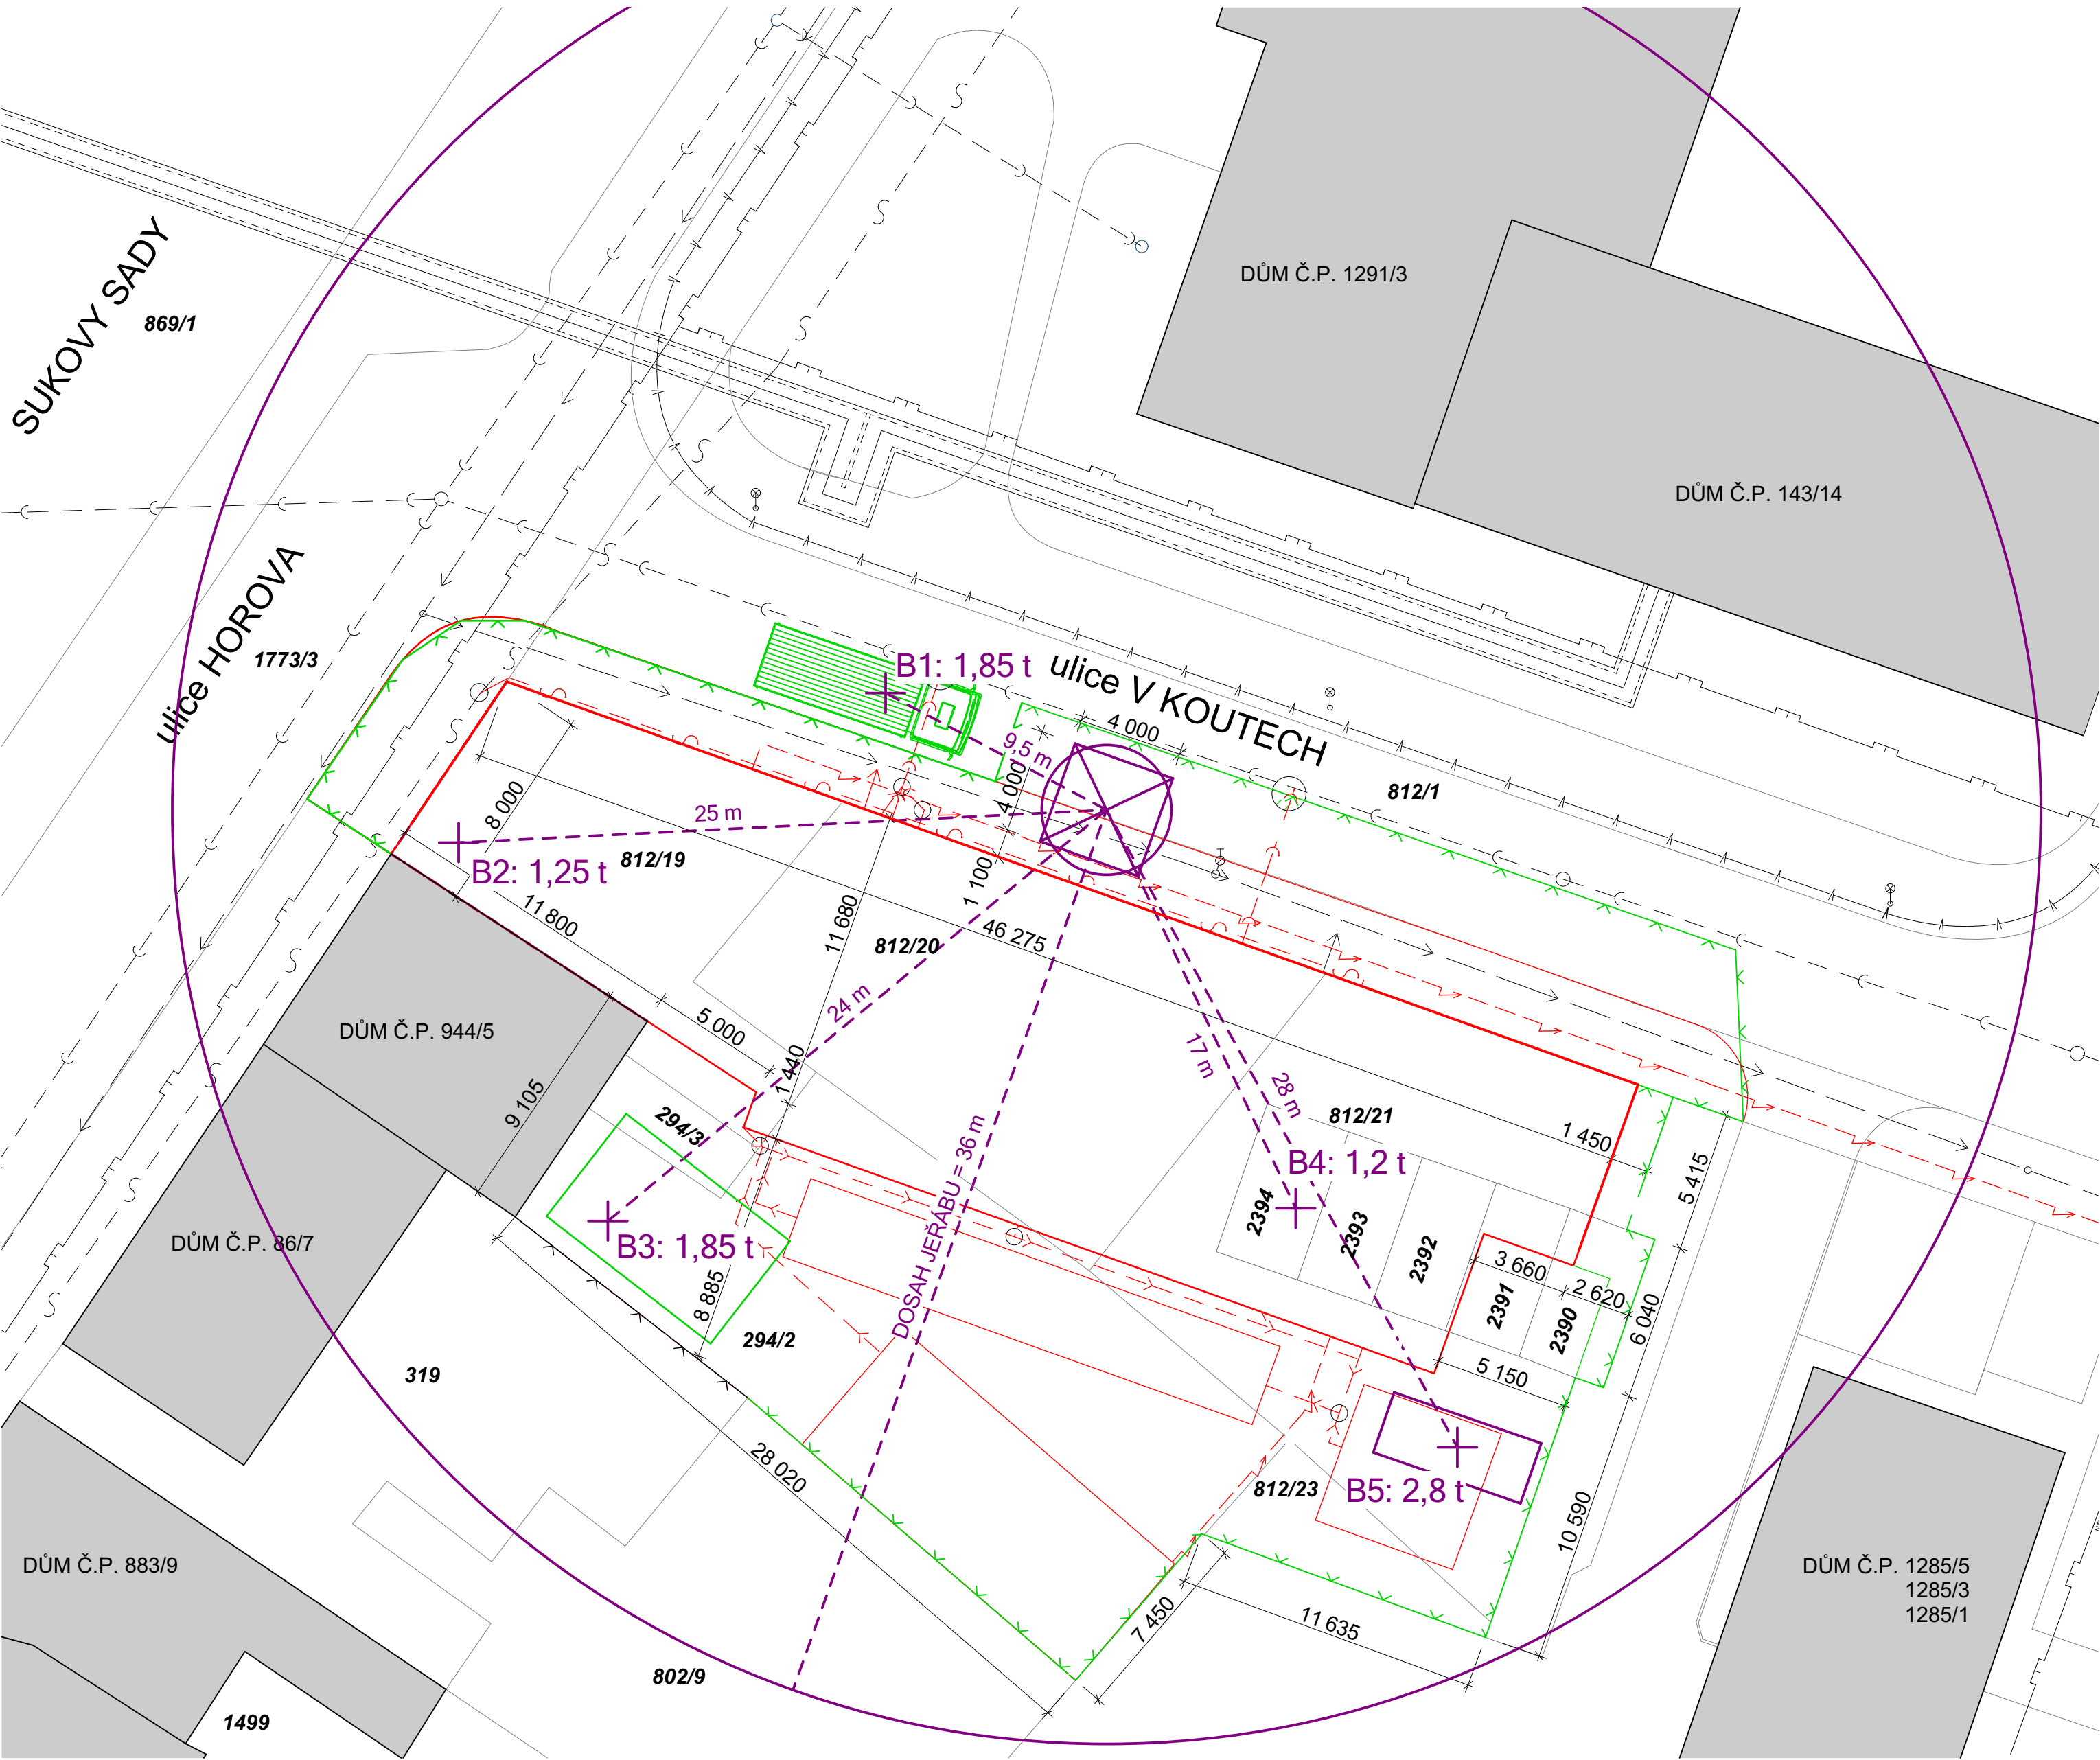 SUKOVY SADY
869/1
DŮM Č.P. 1291/3
DŮM Č.P. 143/14
ulice HOROVA
1773/3
B1: 1,85 t
ulice V KOUTECH
4 000
9,5 m
4 000
812/1
8 000
25 m
B2: 1,25 t
812/19
1 100
11 800
11 680
812/20
46 275
24 m
5 000
DŮM Č.P. 944/5
1 440
17 m
28 m
9 105
294/3
812/21
1 450
5 415
B4: 1,2 t
DOSAH JEŘÁBU = 36 m
2394
2393
2392
2391
2390
DŮM Č.P. 86/7
B3: 1,85 t
3 660
2 620
6 040
8 885
294/2
319
5 150
28 020
812/23
B5: 2,8 t
10 590
DŮM Č.P. 883/9
DŮM Č.P. 1285/5
1285/3
1285/1
7 450
11 635
802/9
1499